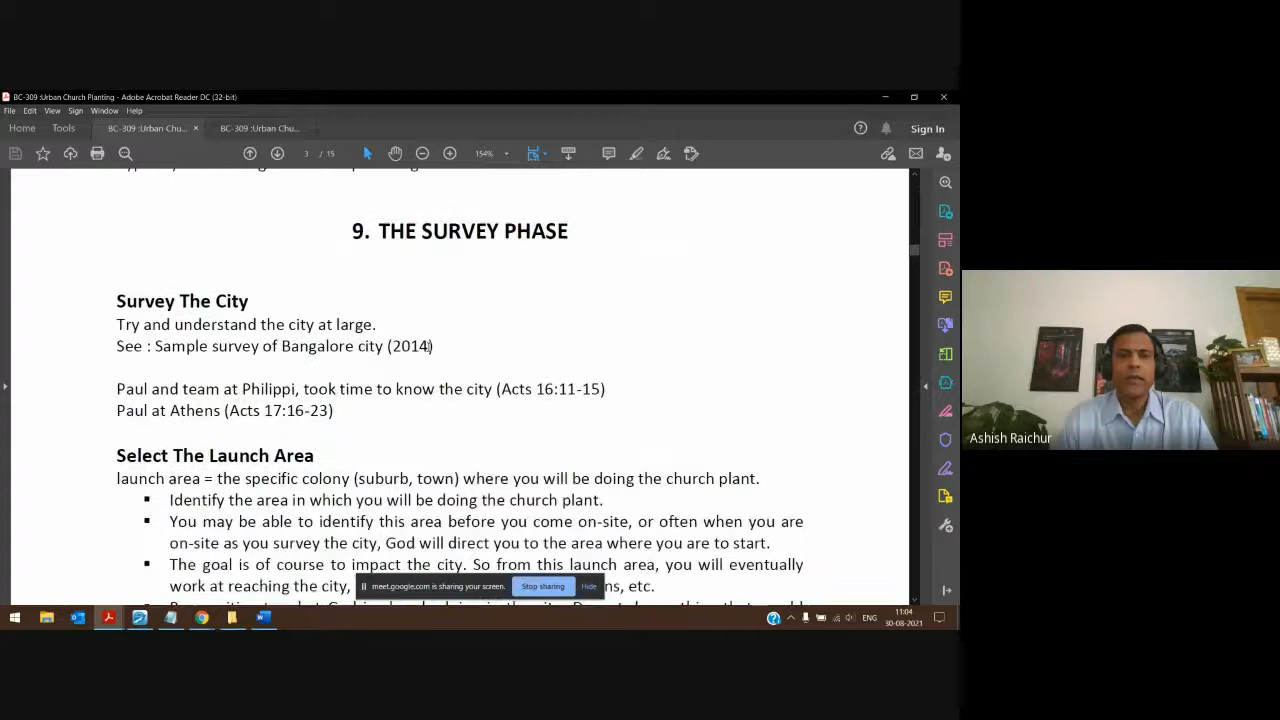 BC-309 :Urban Church Planting - Adobe Acrobat Reader DC (32-bit)
File Edit View Sign Window Help
Home Tools BC-309 :Urban Chu... × BC-309 :Urban Chu... Sign In
3 / 15 154%
9. THE SURVEY PHASE
Survey The City
Try and understand the city at large.
See : Sample survey of Bangalore city (2014)
Paul and team at Philippi, took time to know the city (Acts 16:11-15)
Paul at Athens (Acts 17:16-23)
Select The Launch Area
launch area = the specific colony (suburb, town) where you will be doing the church plant.
▪ Identify the area in which you will be doing the church plant.
▪ You may be able to identify this area before you come on-site, or often when you are
on-site as you survey the city, God will direct you to the area where you are to start.
▪ The goal is of course to impact the city. So from this launch area, you will eventually
work at reaching the city,
meet.google.com is sharing your screen. Stop sharing Hide
ns, etc.
ENG
11:04
30-08-2021
Ashish Raichur